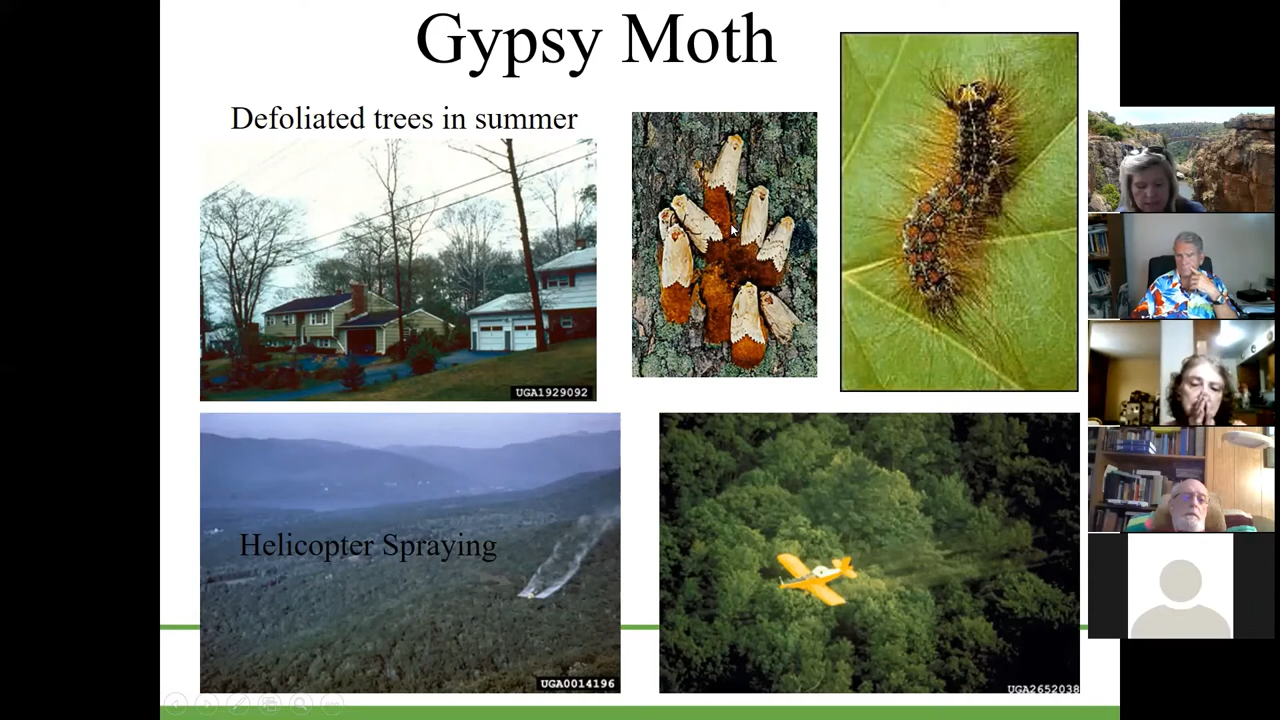 Gypsy Moth
Defoliated trees in summer
UGA1929092
Helicopter Spraying
UGA0014196
UGA2652038